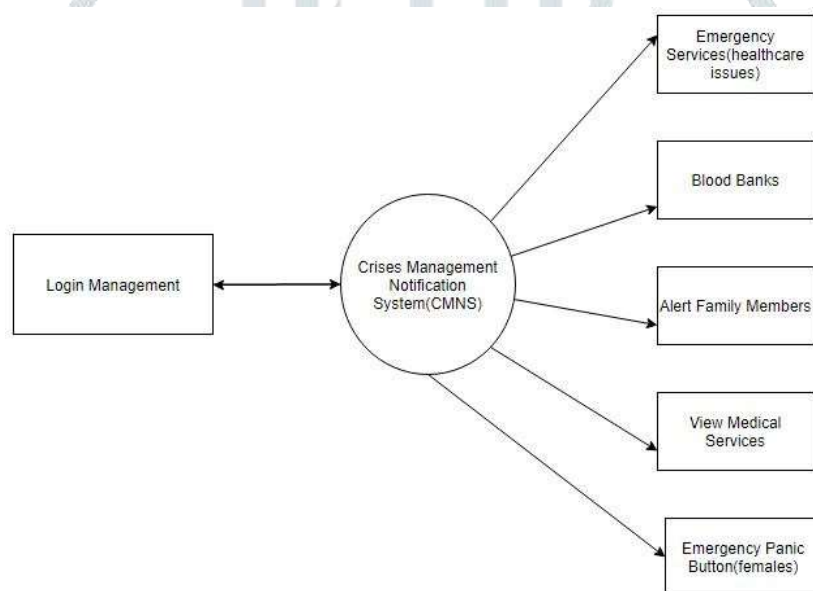 Emergency
Services(healthcare
issues)
Blood Banks
Login Management
Crises Management
Notification
System(CMNS)
Alert Family Members
View Medical
Services
Emergency Panic
Button(females)